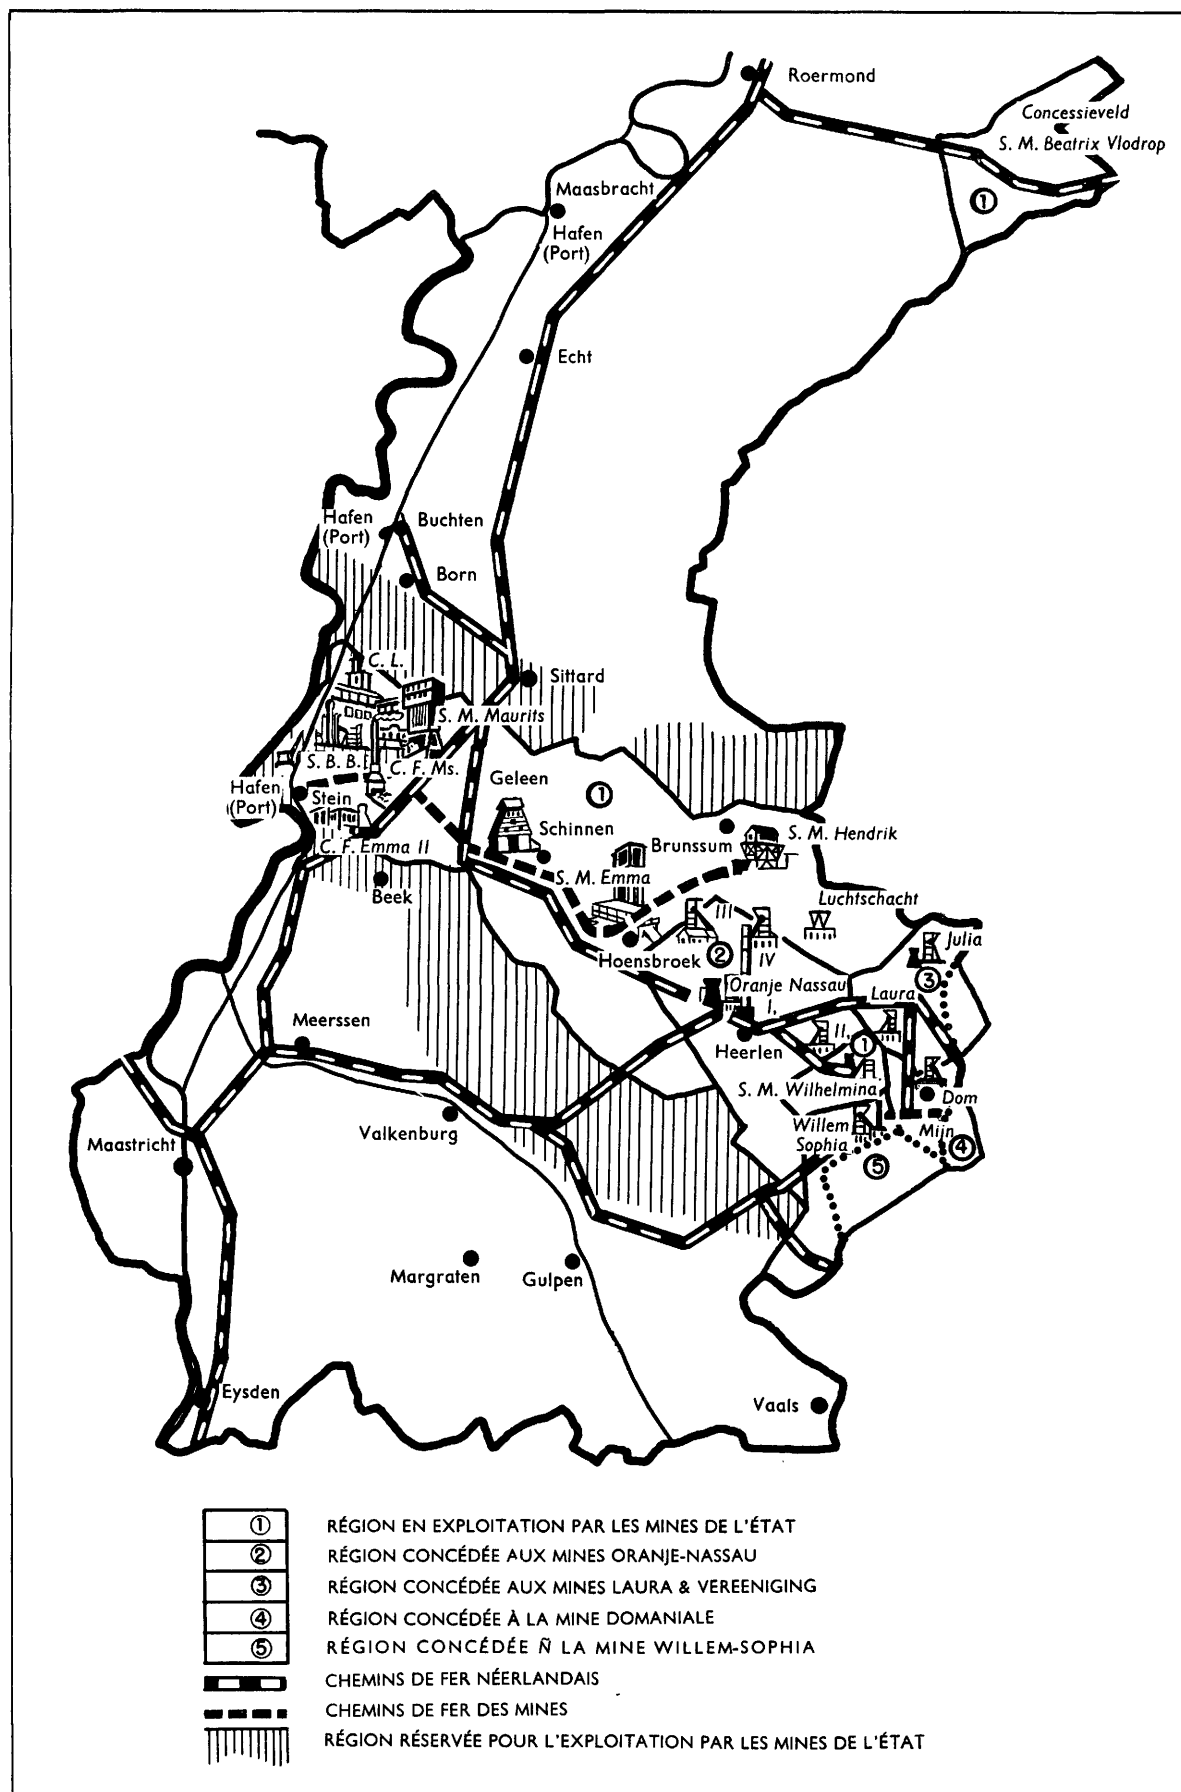 Roermond
Concessieveld
S. M. Beatrix Vlodrop
①
Maasbracht
Hafen
(Port)
Echt
Hafen
(Port)
Buchten
Born
Sittard
C. L.
S. M. Maurits
S. B. B.
C. F. Ms.
Hafen
(Port)
Stein
C. F. Emma II
Beek
Geleen
①
Schinnen
Brunssum
S. M. Hendrik
S. M. Emma
Luchtschacht
III
Hoensbroek
②
IV
Julia
③
Oranje Nassau
I,
Laura
II,
①
Heerlen
S. M. Wilhelmina
Dom
Mijn
④
Willem
Sophia
⑤
Meerssen
Valkenburg
Maastricht
Margraten
Gulpen
Eysden
Vaals
① RÉGION EN EXPLOITATION PAR LES MINES DE L'ÉTAT
② RÉGION CONCÉDÉE AUX MINES ORANJE-NASSAU
③ RÉGION CONCÉDÉE AUX MINES LAURA & VEREENIGING
④ RÉGION CONCÉDÉE À LA MINE DOMANIALE
⑤ RÉGION CONCÉDÉE Ñ LA MINE WILLEM-SOPHIA
CHEMINS DE FER NÉERLANDAIS
CHEMINS DE FER DES MINES
RÉGION RÉSERVÉE POUR L'EXPLOITATION PAR LES MINES DE L'ÉTAT